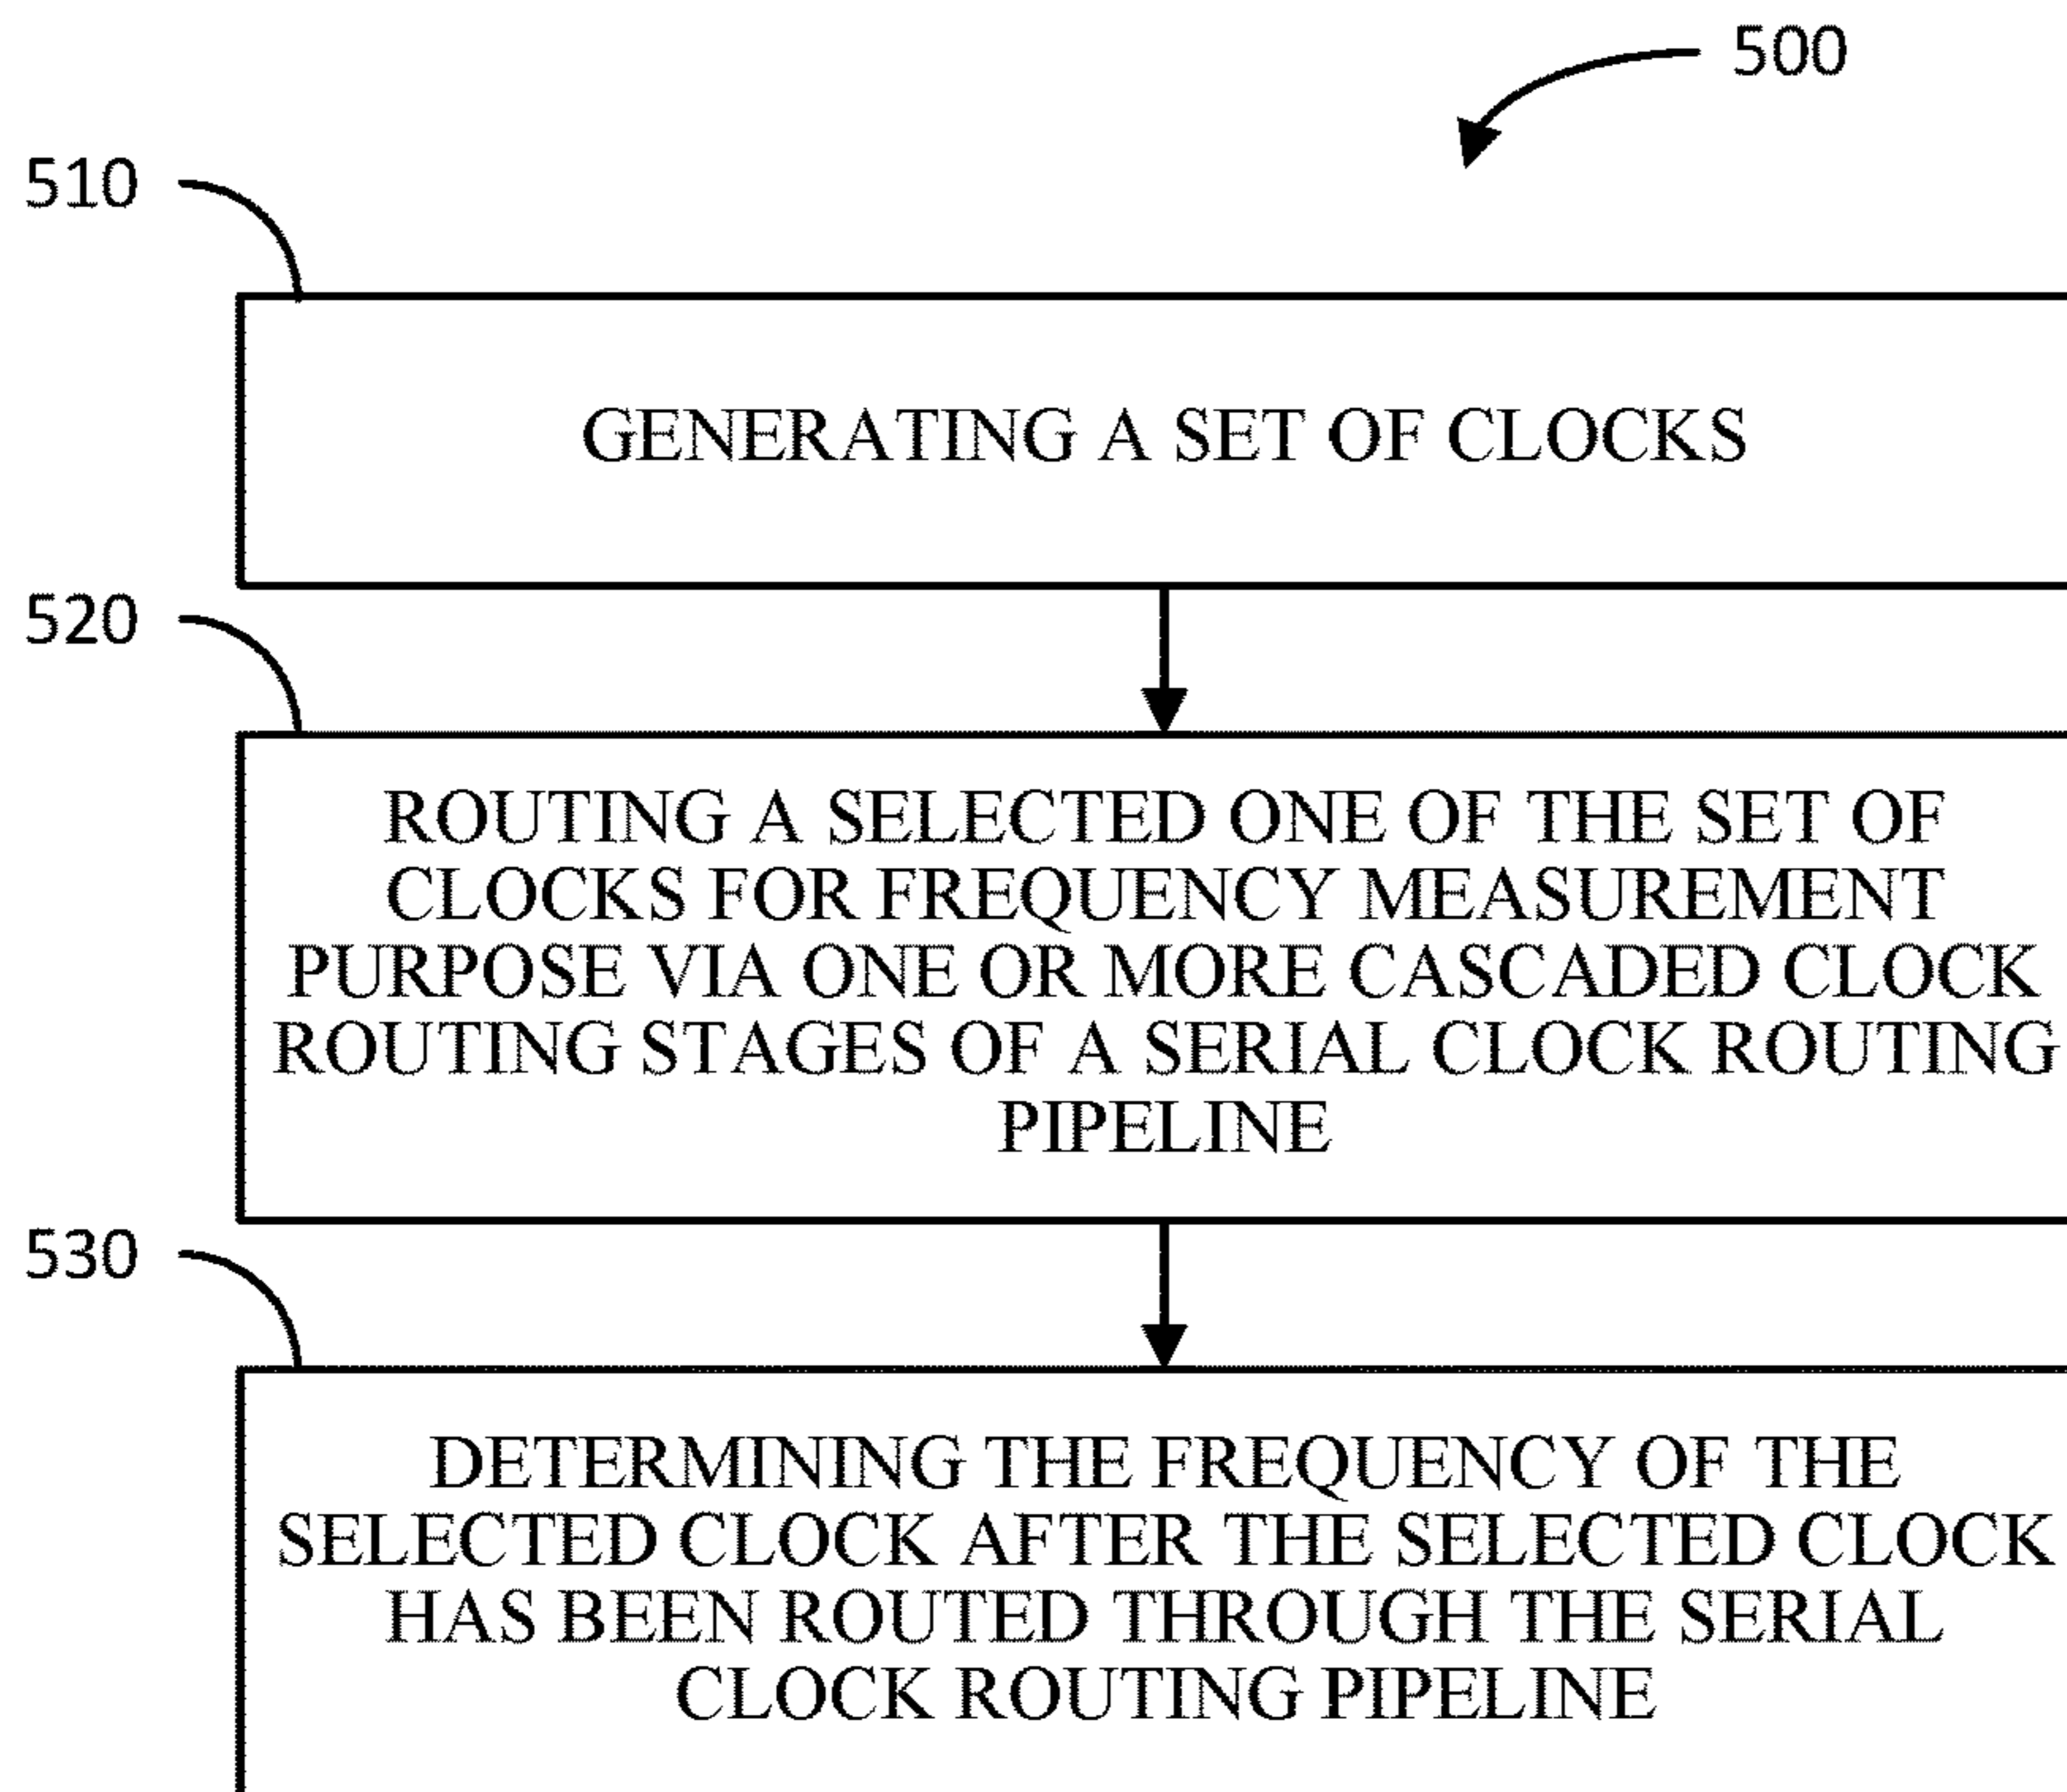 500
510
GENERATING A SET OF CLOCKS
520
ROUTING A SELECTED ONE OF THE SET OF
CLOCKS FOR FREQUENCY MEASUREMENT
PURPOSE VIA ONE OR MORE CASCADED CLOCK
ROUTING STAGES OF A SERIAL CLOCK ROUTING
PIPELINE
530
DETERMINING THE FREQUENCY OF THE
SELECTED CLOCK AFTER THE SELECTED CLOCK
HAS BEEN ROUTED THROUGH THE SERIAL
CLOCK ROUTING PIPELINE